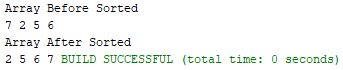 Array Before Sorted
7 2 5 6
Array After Sorted
2 5 6 7 BUILD SUCCESSFUL (total time: 0 seconds)